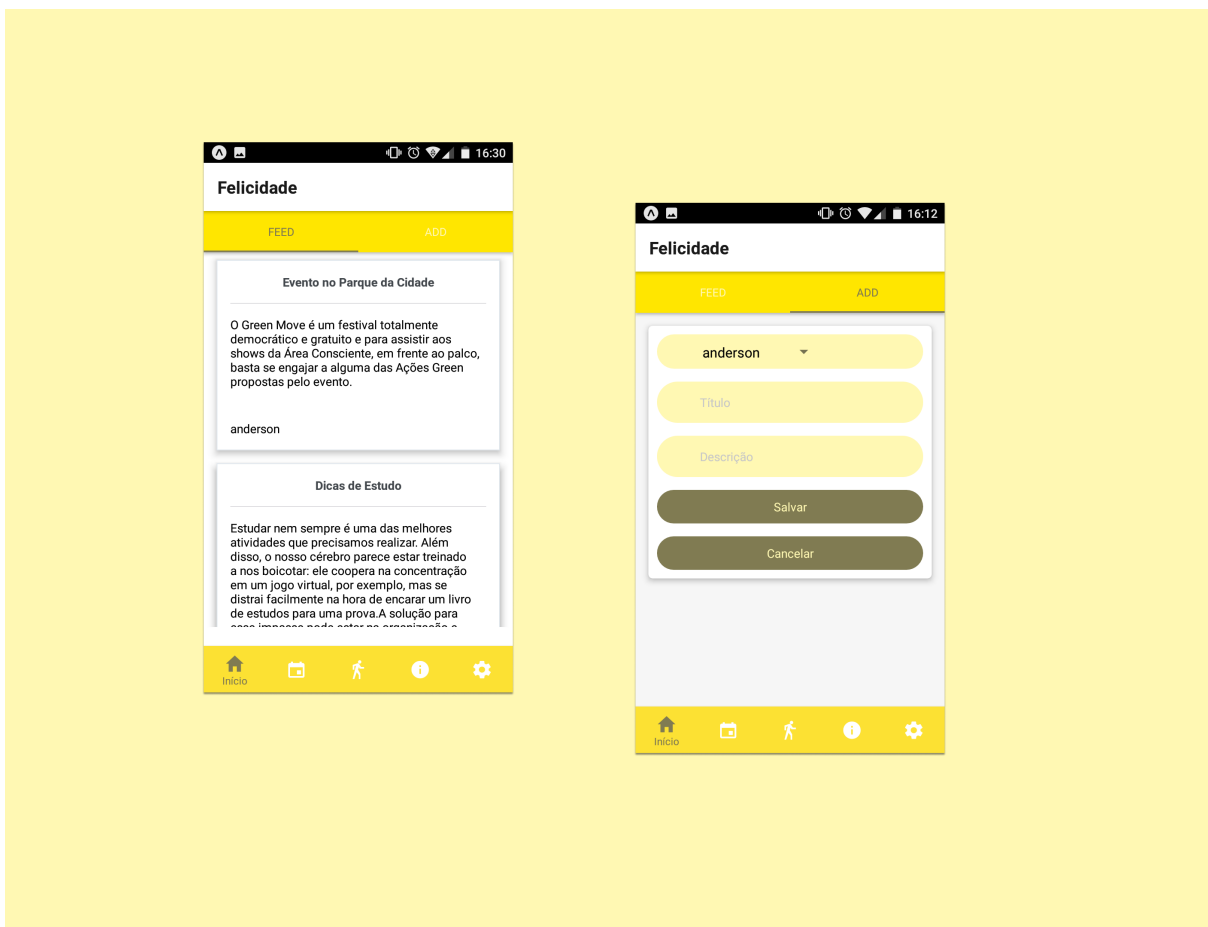 16:30
Felicidade
FEED
ADD
Evento no Parque da Cidade
O Green Move é um festival totalmente
democrático e gratuito e para assistir aos
shows da Área Consciente, em frente ao palco,
basta se engajar a alguma das Ações Green
propostas pelo evento.
anderson
Dicas de Estudo
Estudar nem sempre é uma das melhores
atividades que precisamos realizar. Além
disso, o nosso cérebro parece estar treinado
a nos boicotar: ele coopera na concentração
em um jogo virtual, por exemplo, mas se
distrai facilmente na hora de encarar um livro
de estudos para uma prova.A solução para
Início
16:12
Felicidade
FEED
ADD
anderson
Título
Descrição
Salvar
Cancelar
Início